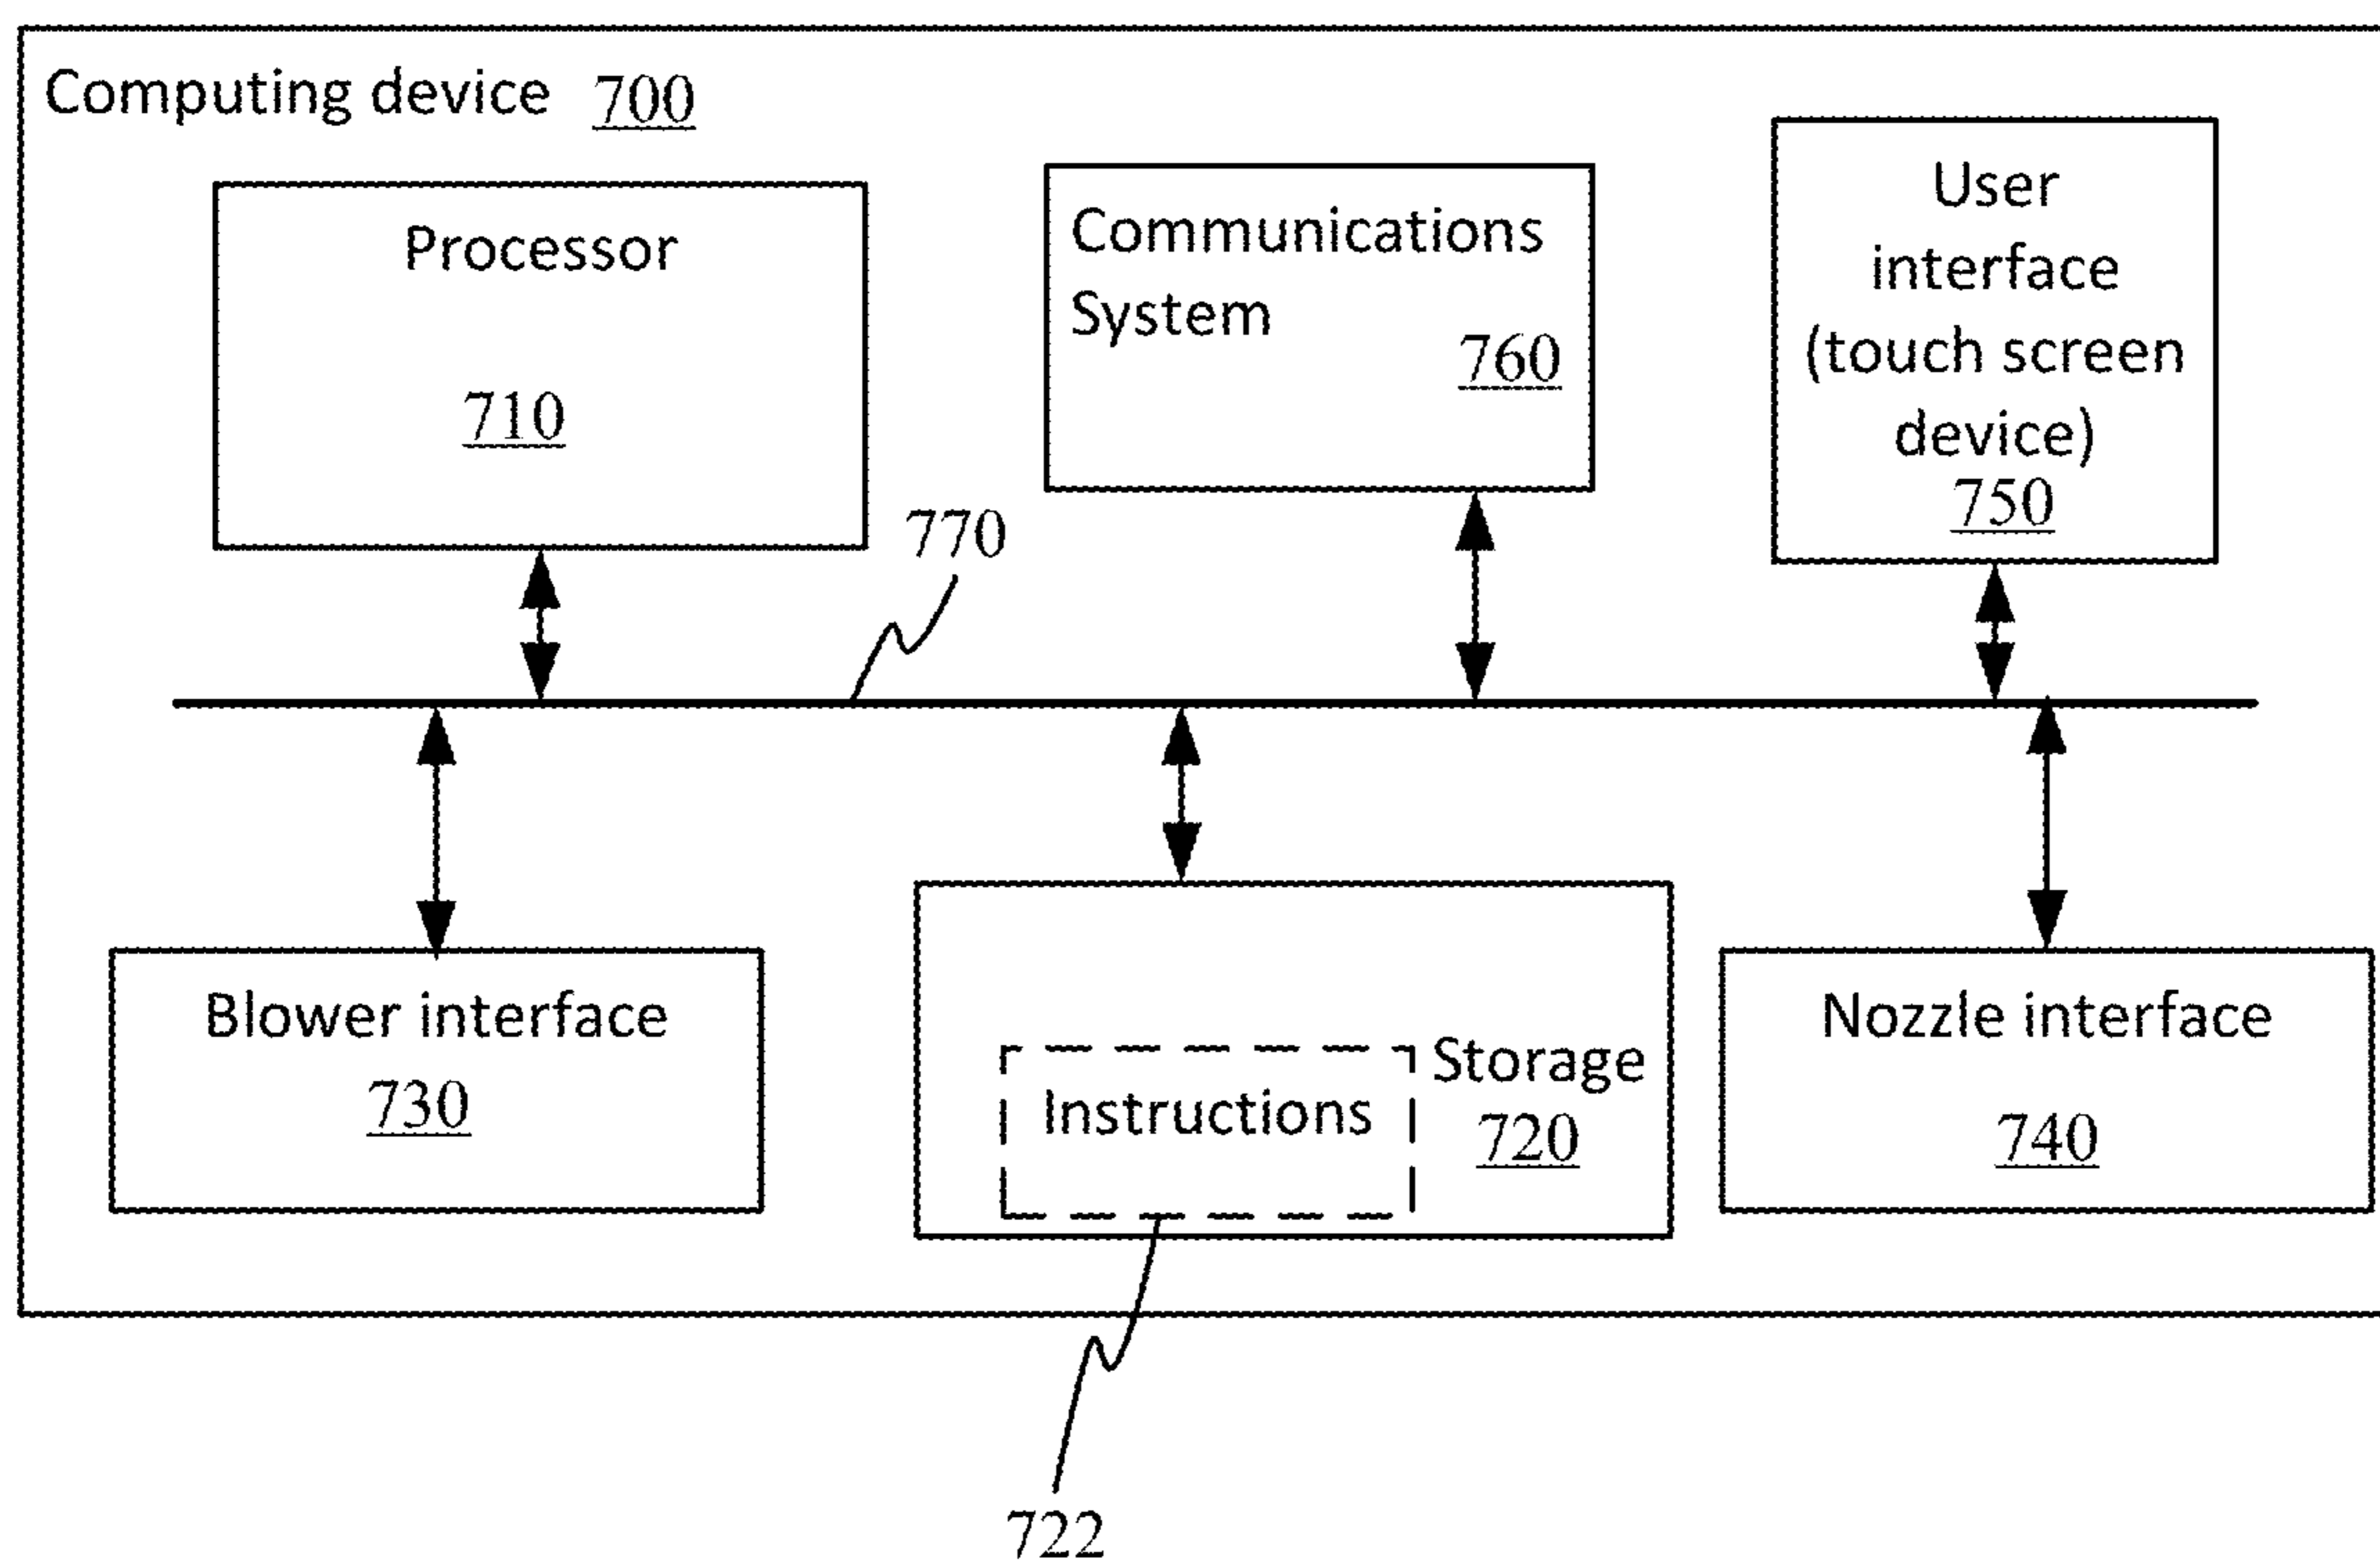 Computing device 700
Processor
710
Communications
System
760
User
interface
(touch screen
device)
750
770
Blower interface
730
Instructions
Storage
720
Nozzle interface
740
722